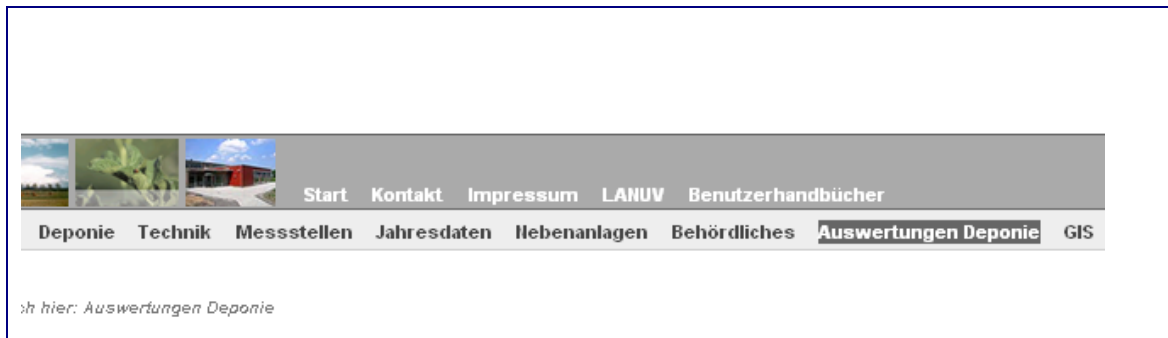 Start Kontakt Impressum LANUV Benutzerhandbücher
Deponie Technik Messstellen Jahresdaten Nebenanlagen Behördliches Auswertungen Deponie GIS
hier: Auswertungen Deponie